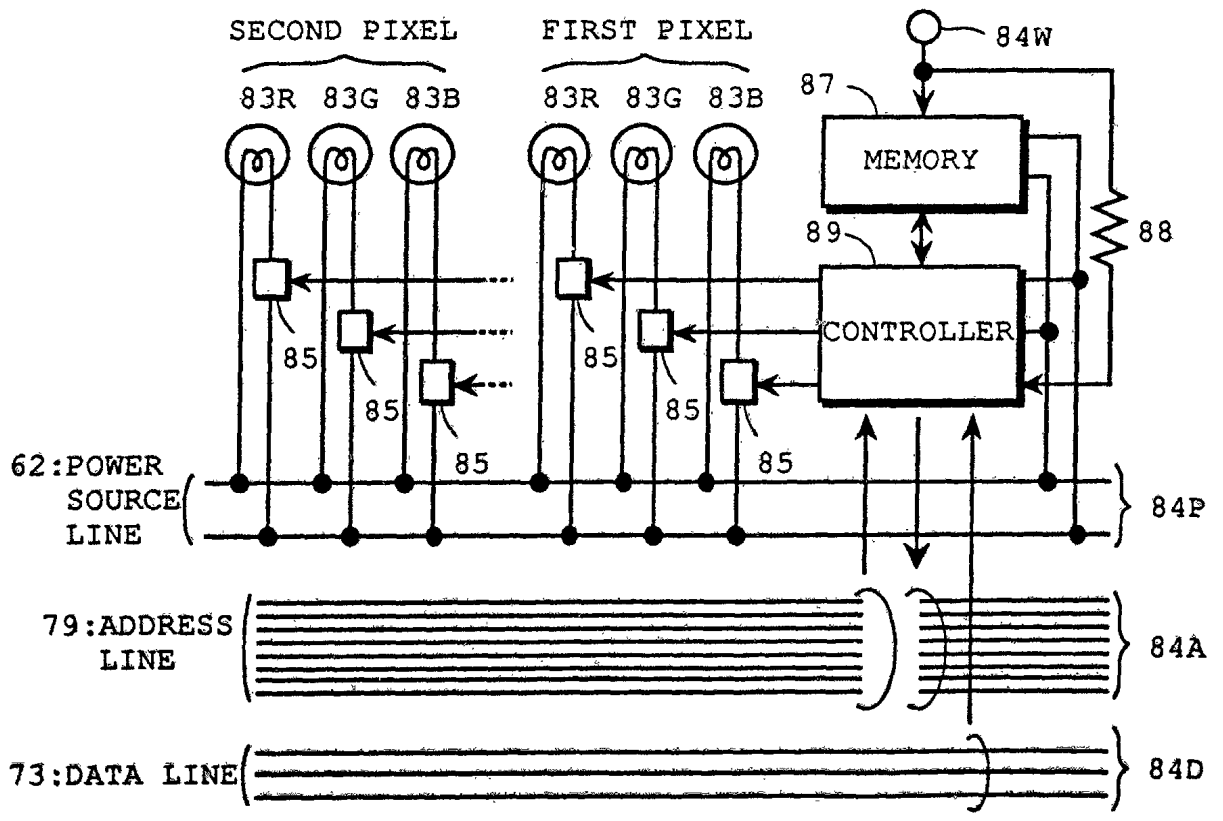 SECOND PIXEL
FIRST PIXEL
84W
83R 83G 83B
83R 83G 83B
87
MEMORY
89
88
CONTROLLER
85
85
85
85
85
85
62:POWER
SOURCE
LINE
84P
79:ADDRESS
LINE
84A
73:DATA LINE
84D